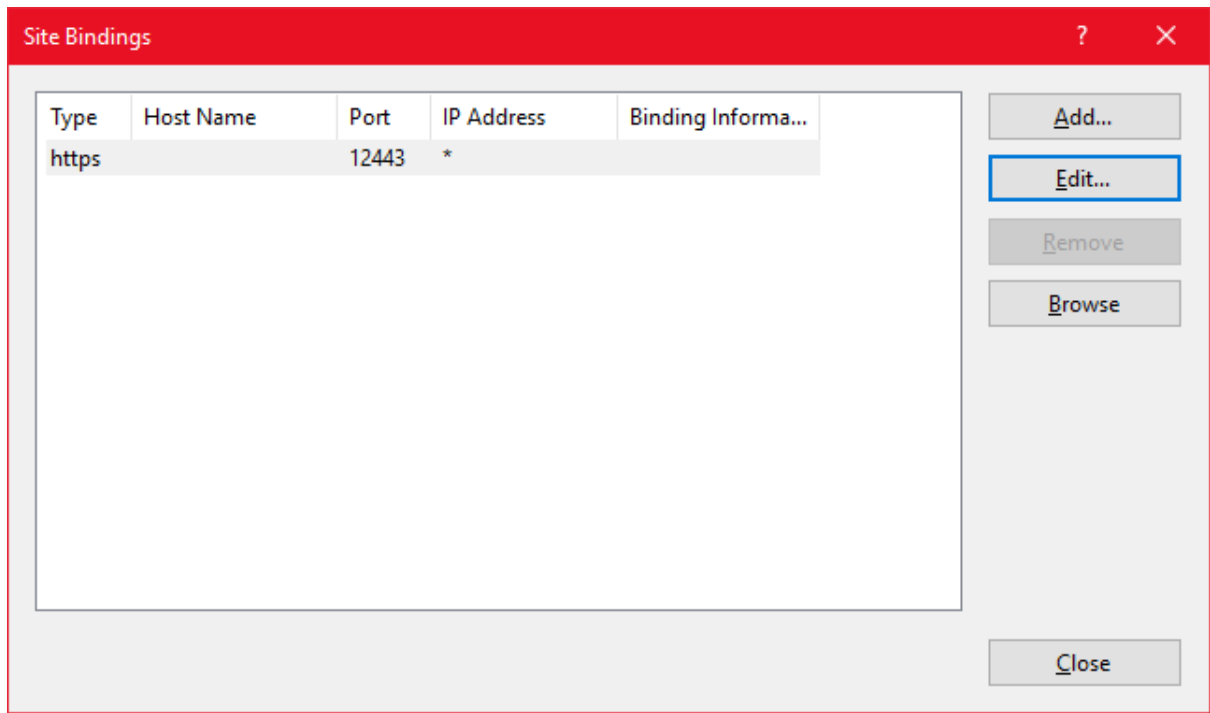 Site Bindings ?
Type Host Name Port IP Address Binding Informa...
https 12443 *
Add...
Edit...
Remove
Browse
Close